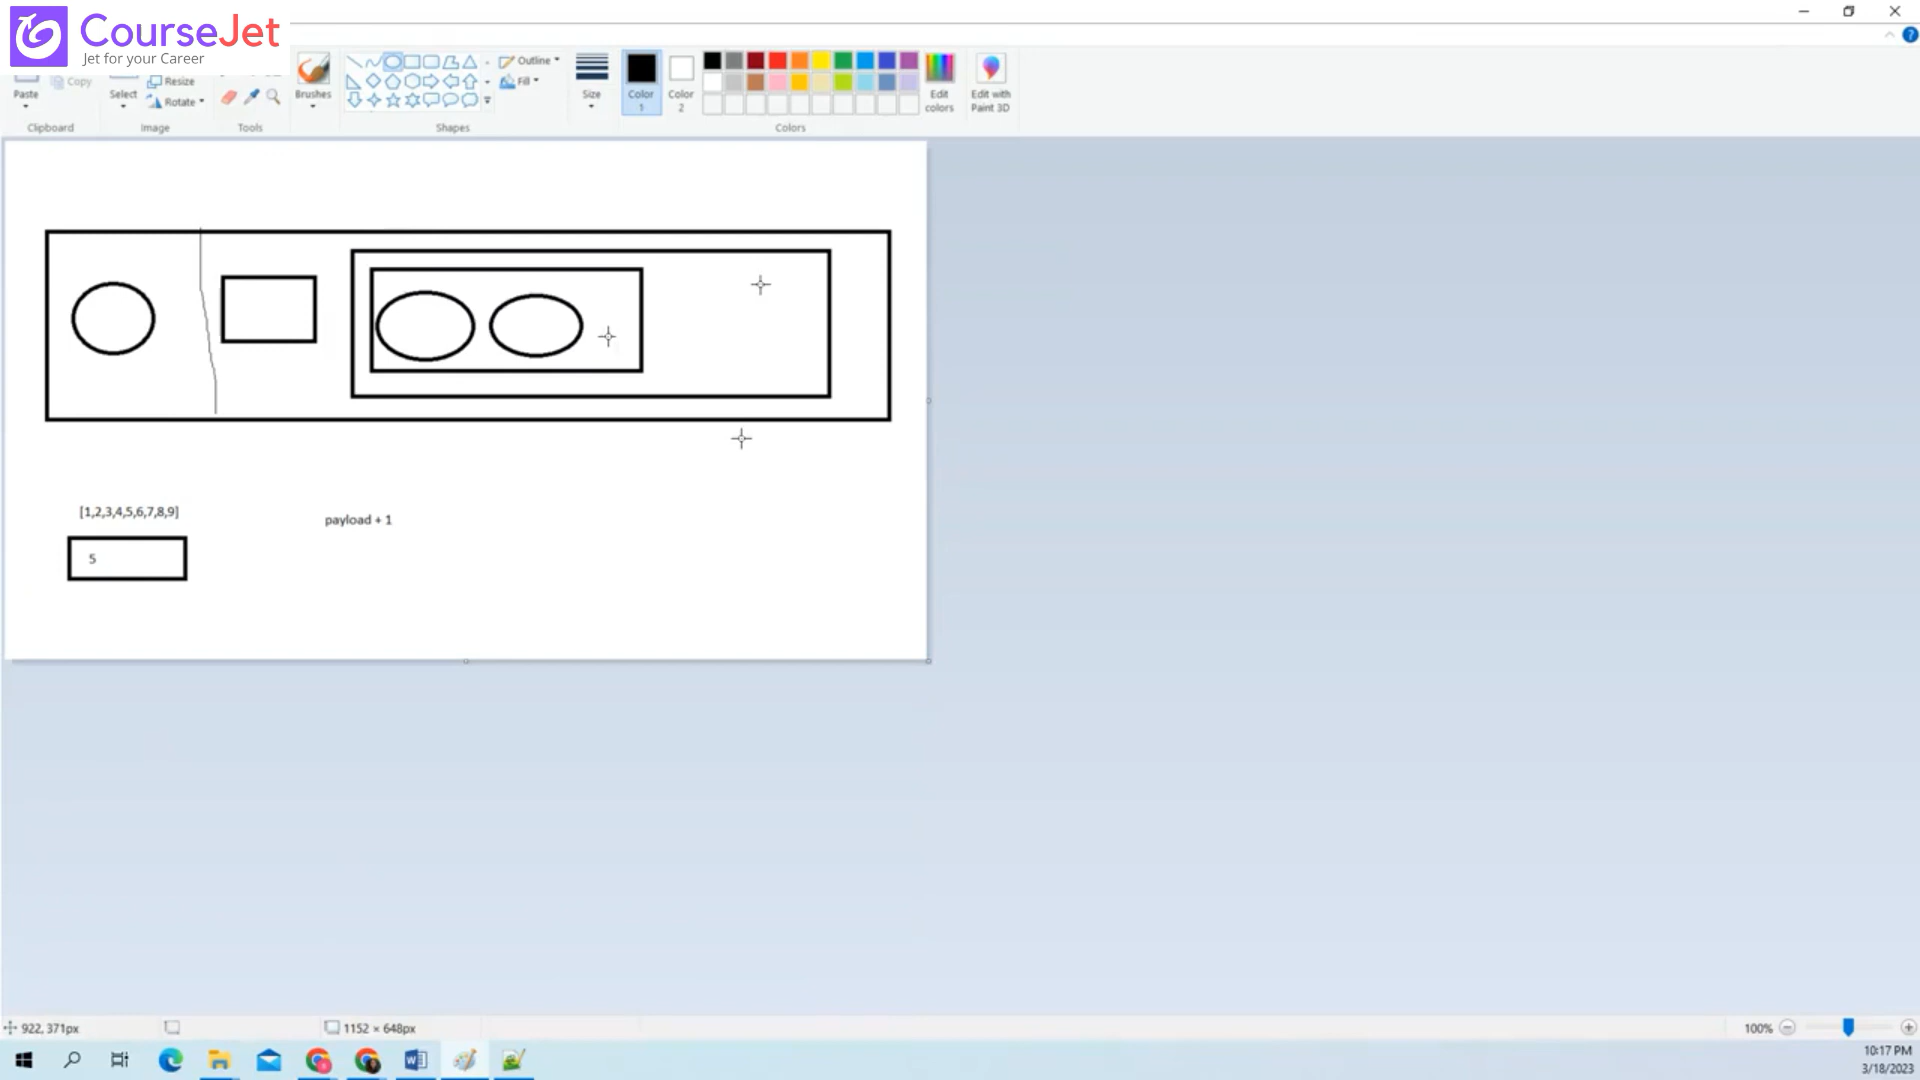 CourseJet
Jet for your Career
Paste
Copy
Clipboard
Select
Resize
Rotate
Image
Tools
Brushes
Shapes
Outline
Fill
Size
Color 1
Color 2
Edit colors
Edit with Paint 3D
Colors
[1,2,3,4,5,6,7,8,9]
payload + 1
5
922, 371px
1152 × 648px
100%
10:17 PM
3/18/2023